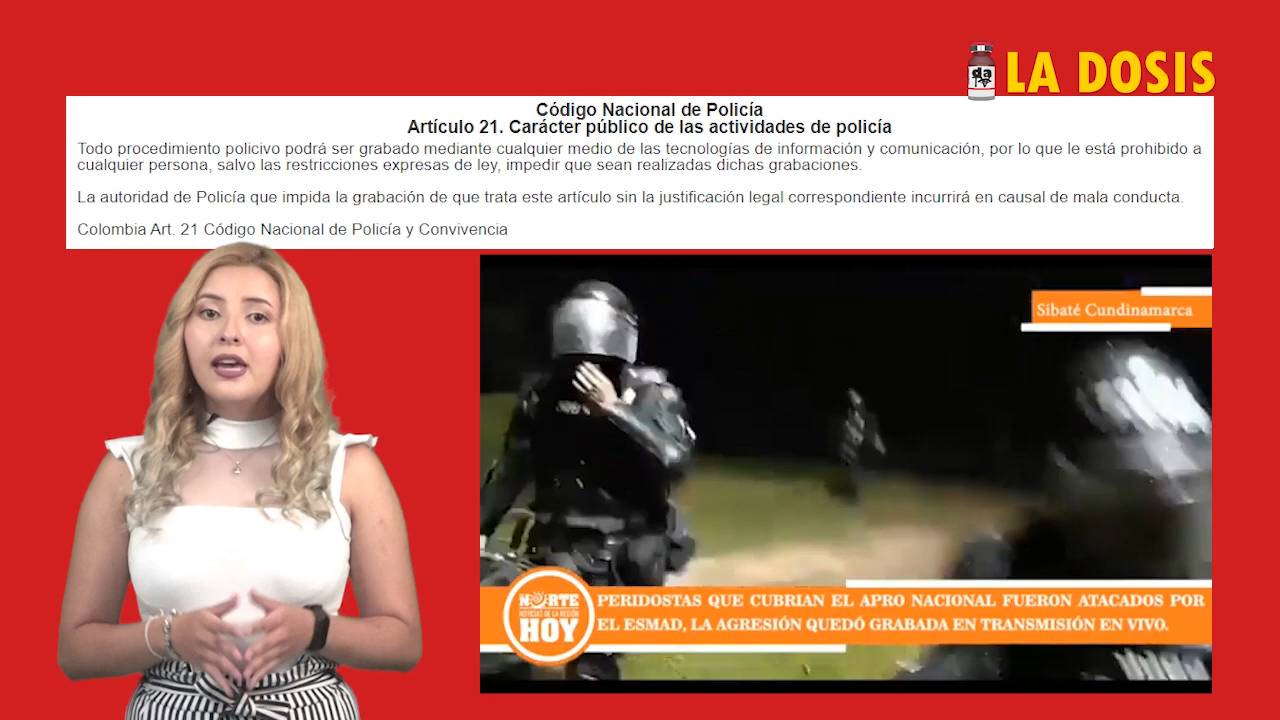 LA DOSIS
Código Nacional de Policía
Artículo 21. Carácter público de las actividades de policía
Todo procedimiento policivo podrá ser grabado mediante cualquier medio de las tecnologías de información y comunicación, por lo que le está prohibido a
cualquier persona, salvo las restricciones expresas de ley, impedir que sean realizadas dichas grabaciones.
La autoridad de Policía que impida la grabación de que trata este artículo sin la justificación legal correspondiente incurrirá en causal de mala conducta.
Colombia Art. 21 Código Nacional de Policía y Convivencia
Sibaté Cundinamarca
NORTE
NOTICIAS DE LA REGIÓN
HOY
PERIDOSTAS QUE CUBRIAN EL APRO NACIONAL FUERON ATACADOS POR
EL ESMAD, LA AGRESIÓN QUEDÓ GRABADA EN TRANSMISIÓN EN VIVO.